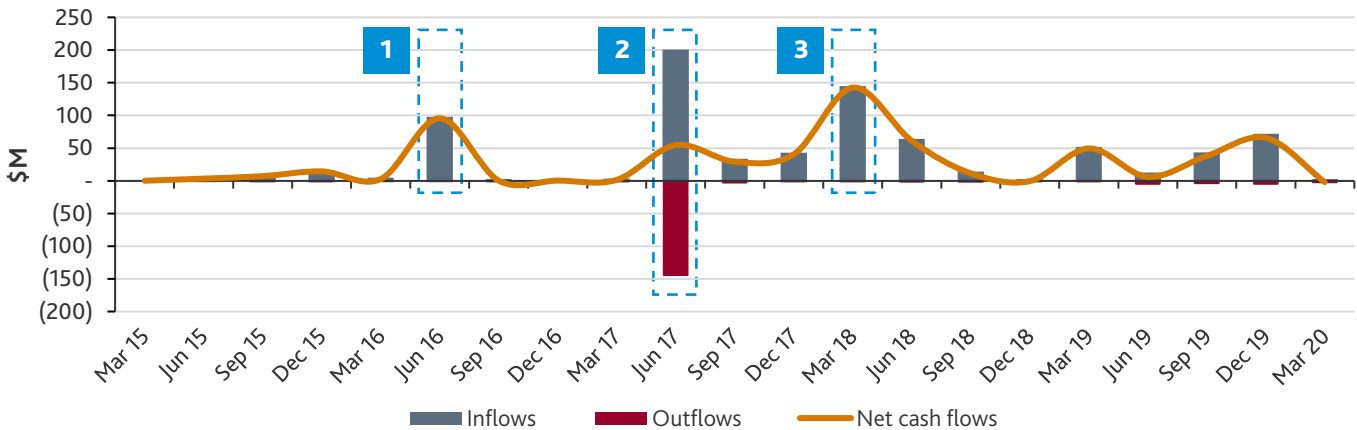 $M
250
200
150
100
50
-
(50)
(100)
(150)
(200)
1
2
3
Mar 15
Jun 15
Sep 15
Dec 15
Mar 16
Jun 16
Sep 16
Dec 16
Mar 17
Jun 17
Sep 17
Dec 17
Mar 18
Jun 18
Sep 18
Dec 18
Mar 19
Jun 19
Sep 19
Dec 19
Mar 20
Inflows
Outflows
Net cash flows